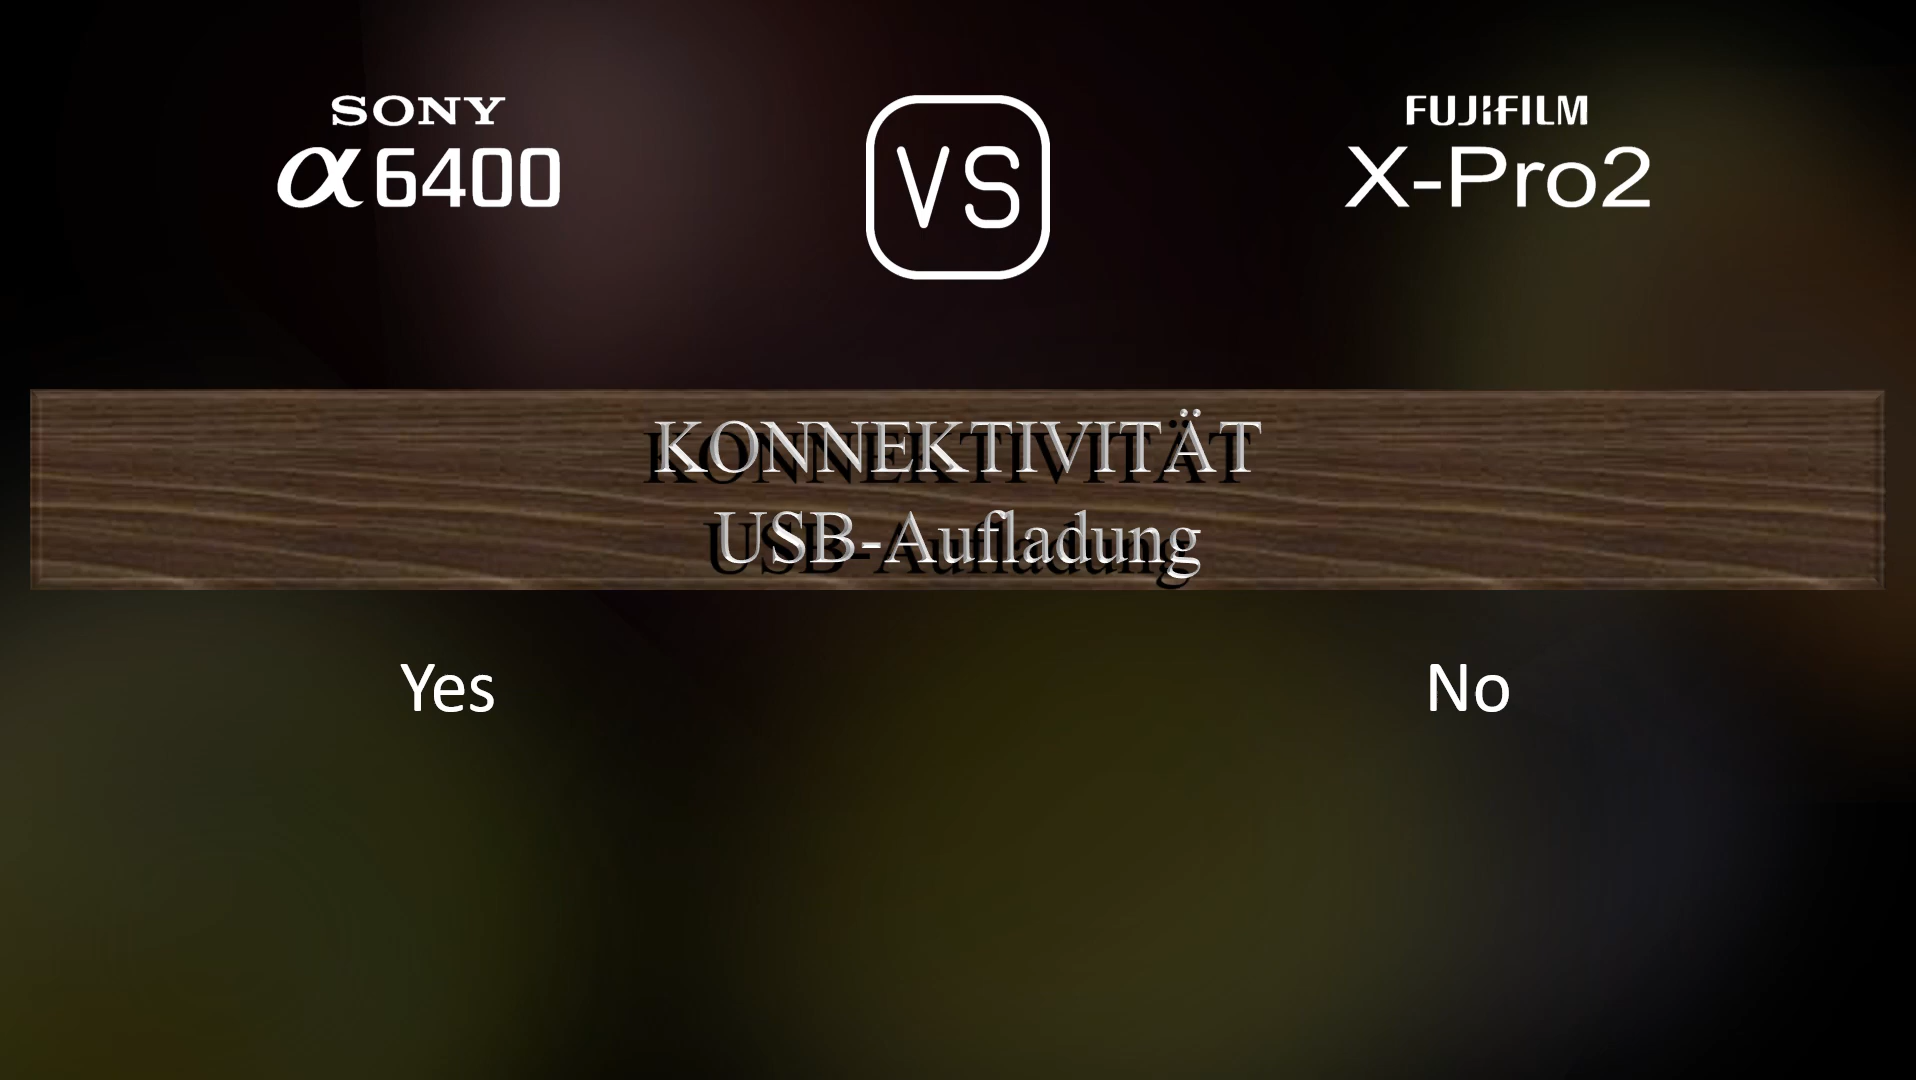 SONY
α6400
VS
FUJIFILM
X-Pro2
KONNEKTIVITÄT
USB-Aufladung
Yes
No